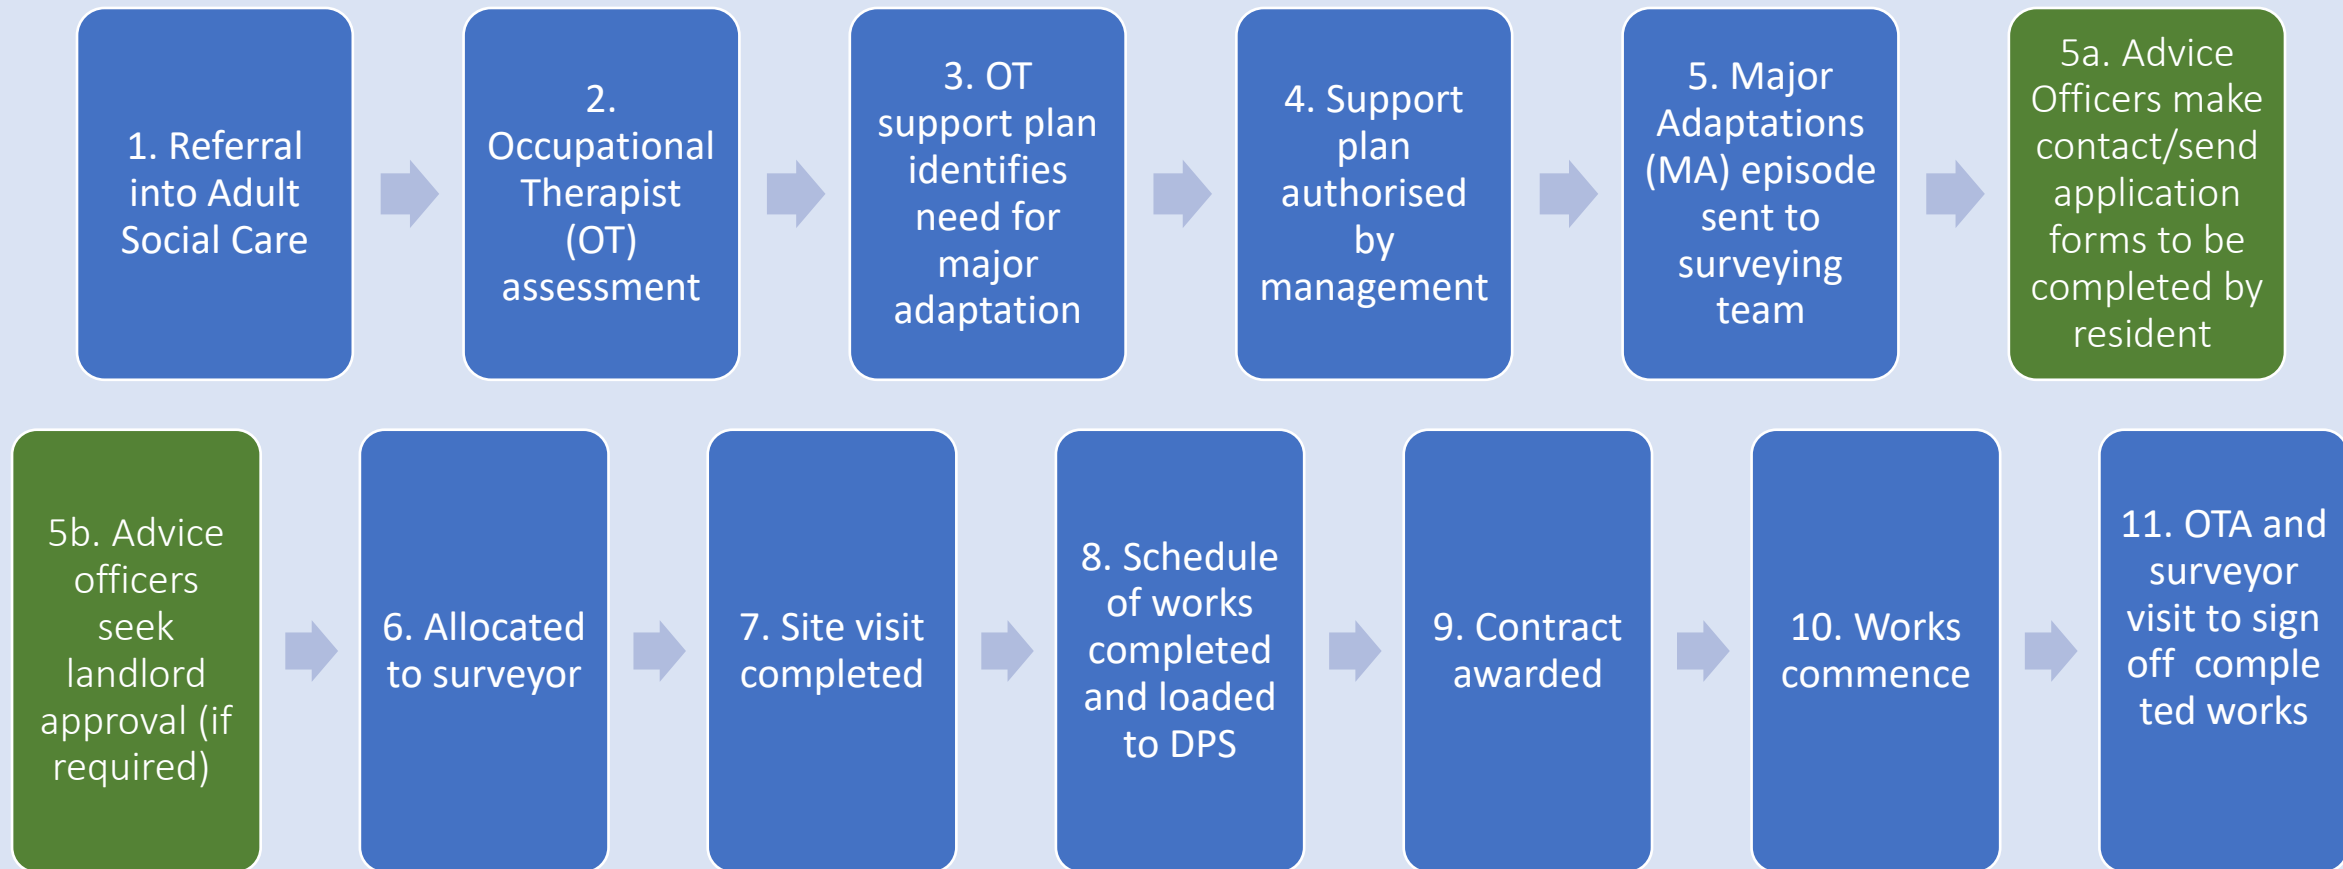 1. Referral
into Adult
Social Care
2.
Occupational
Therapist
(OT)
assessment
3. OT
support plan
identifies
need for
major
adaptation
4. Support
plan
authorised
by
management
5. Major
Adaptations
(MA) episode
sent to
surveying
team
5a. Advice
Officers make
contact/send
application
forms to be
completed by
resident
5b. Advice
officers
seek
landlord
approval (if
required)
6. Allocated
to surveyor
7. Site visit
completed
8. Schedule
of works
completed
and loaded
to DPS
9. Contract
awarded
10. Works
commence
11. OTA and
surveyor
visit to sign
off comple
ted works